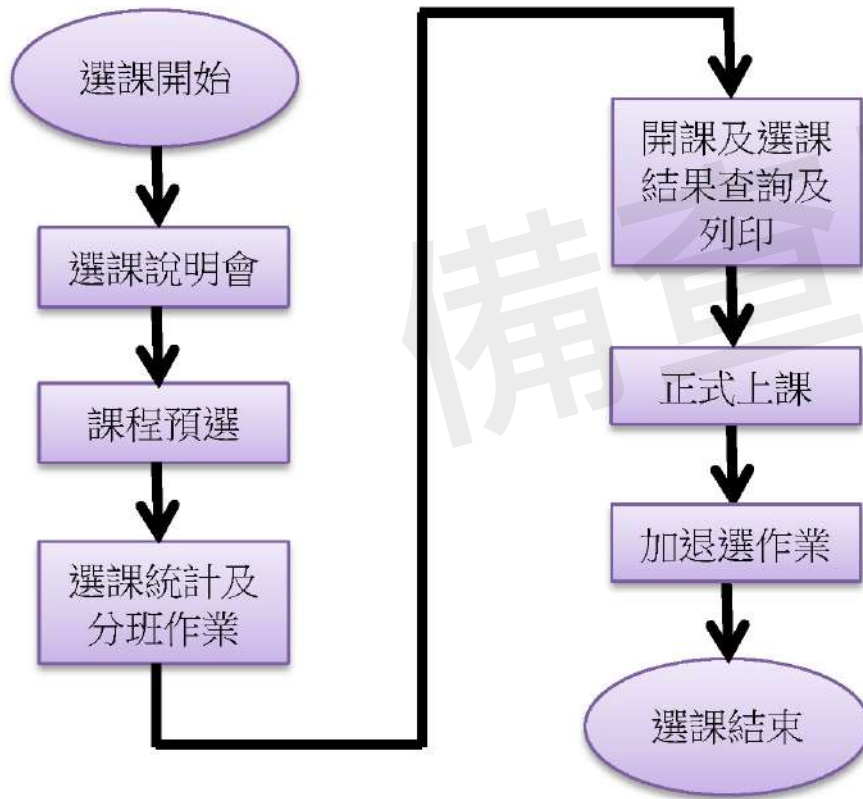 選課開始
選課說明會
課程預選
選課統計及
分班作業
開課及選課
結果查詢及
列印
正式上課
加退選作業
選課結束
備查